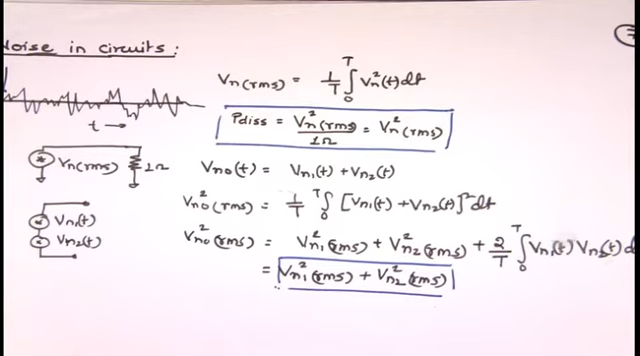 Noise in circuits:
Vn(rms) = 1/T ∫₀ᵀ Vn²(t)dt
t →
Pdiss = Vn²(rms)/1Ω = Vn²(rms)
Vn(rms) 1Ω
Vno(t) = Vn₁(t) + Vn₂(t)
Vno²(rms) = 1/T ∫₀ᵀ [Vn₁(t) + Vn₂(t)]² dt
Vn₁(t)
Vn₂(t)
Vno²(rms) = Vn₁²(rms) + Vn₂²(rms) + 2/T ∫₀ᵀ Vn₁(t) Vn₂(t) d
= Vn₁²(rms) + Vn₂²(rms)